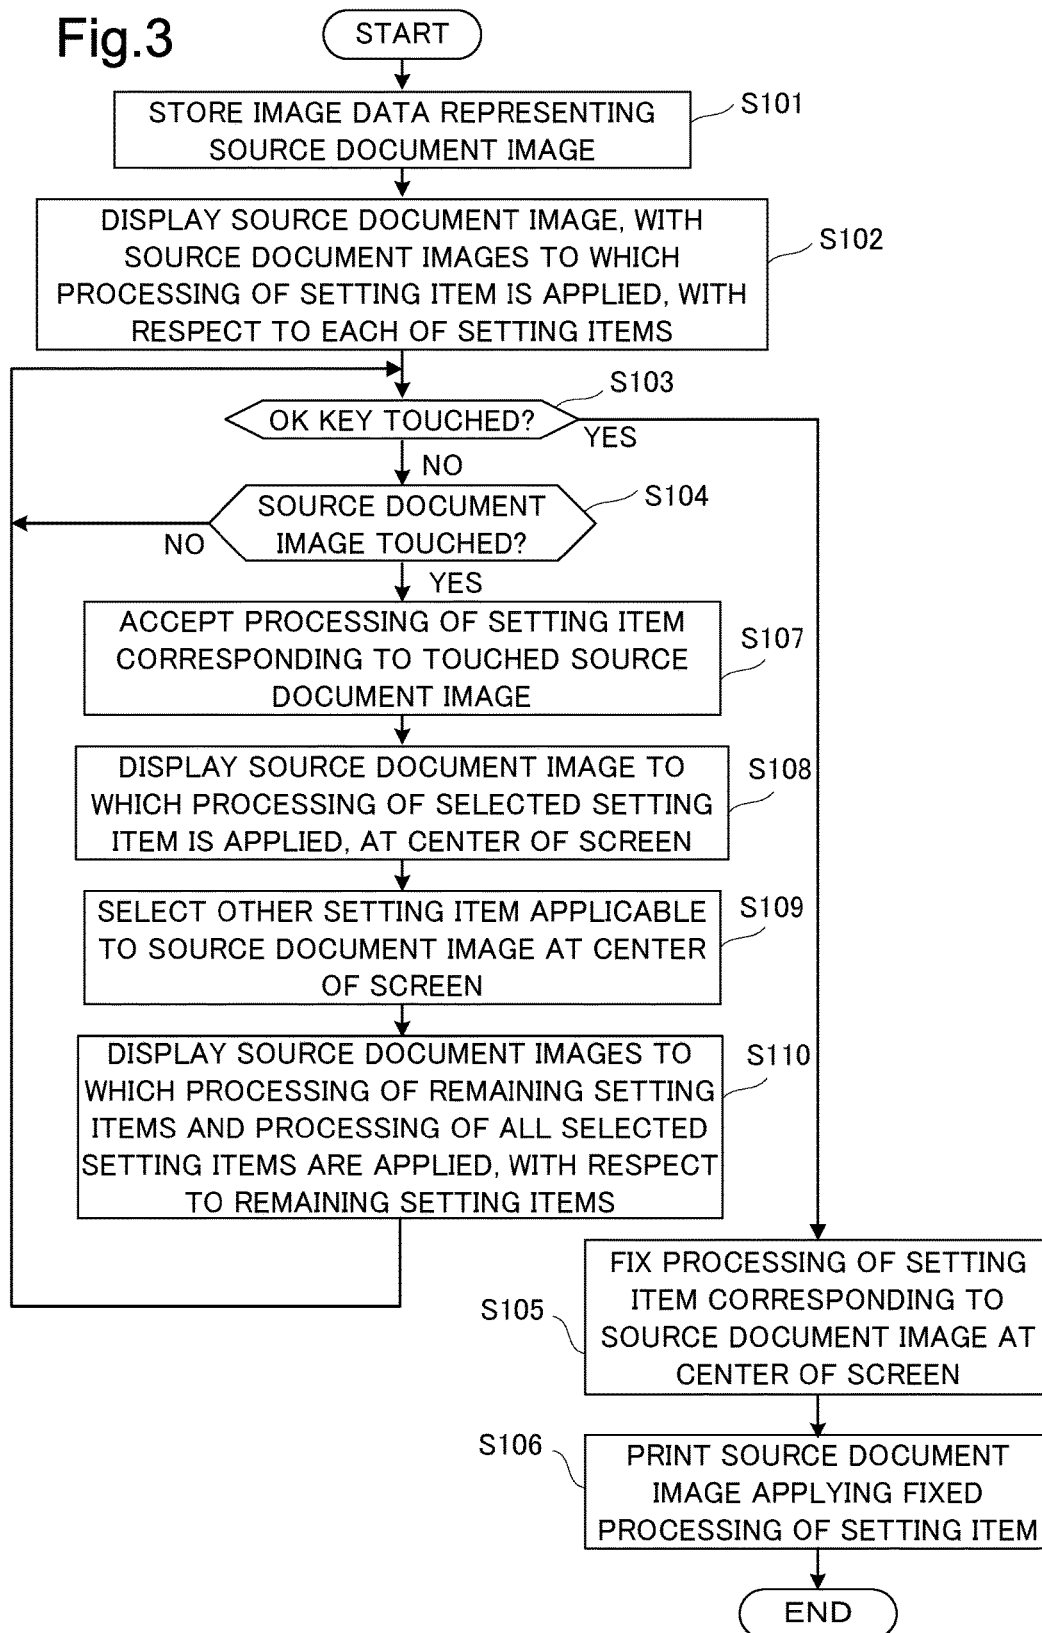 Fig.3
START
S101
STORE IMAGE DATA REPRESENTING
SOURCE DOCUMENT IMAGE
S102
DISPLAY SOURCE DOCUMENT IMAGE, WITH
SOURCE DOCUMENT IMAGES TO WHICH
PROCESSING OF SETTING ITEM IS APPLIED, WITH
RESPECT TO EACH OF SETTING ITEMS
S103
OK KEY TOUCHED?
YES
NO
S104
SOURCE DOCUMENT
IMAGE TOUCHED?
NO
YES
S107
ACCEPT PROCESSING OF SETTING ITEM
CORRESPONDING TO TOUCHED SOURCE
DOCUMENT IMAGE
S108
DISPLAY SOURCE DOCUMENT IMAGE TO
WHICH PROCESSING OF SELECTED SETTING
ITEM IS APPLIED, AT CENTER OF SCREEN
S109
SELECT OTHER SETTING ITEM APPLICABLE
TO SOURCE DOCUMENT IMAGE AT CENTER
OF SCREEN
S110
DISPLAY SOURCE DOCUMENT IMAGES TO
WHICH PROCESSING OF REMAINING SETTING
ITEMS AND PROCESSING OF ALL SELECTED
SETTING ITEMS ARE APPLIED, WITH RESPECT
TO REMAINING SETTING ITEMS
S105
FIX PROCESSING OF SETTING
ITEM CORRESPONDING TO
SOURCE DOCUMENT IMAGE AT
CENTER OF SCREEN
S106
PRINT SOURCE DOCUMENT
IMAGE APPLYING FIXED
PROCESSING OF SETTING ITEM
END